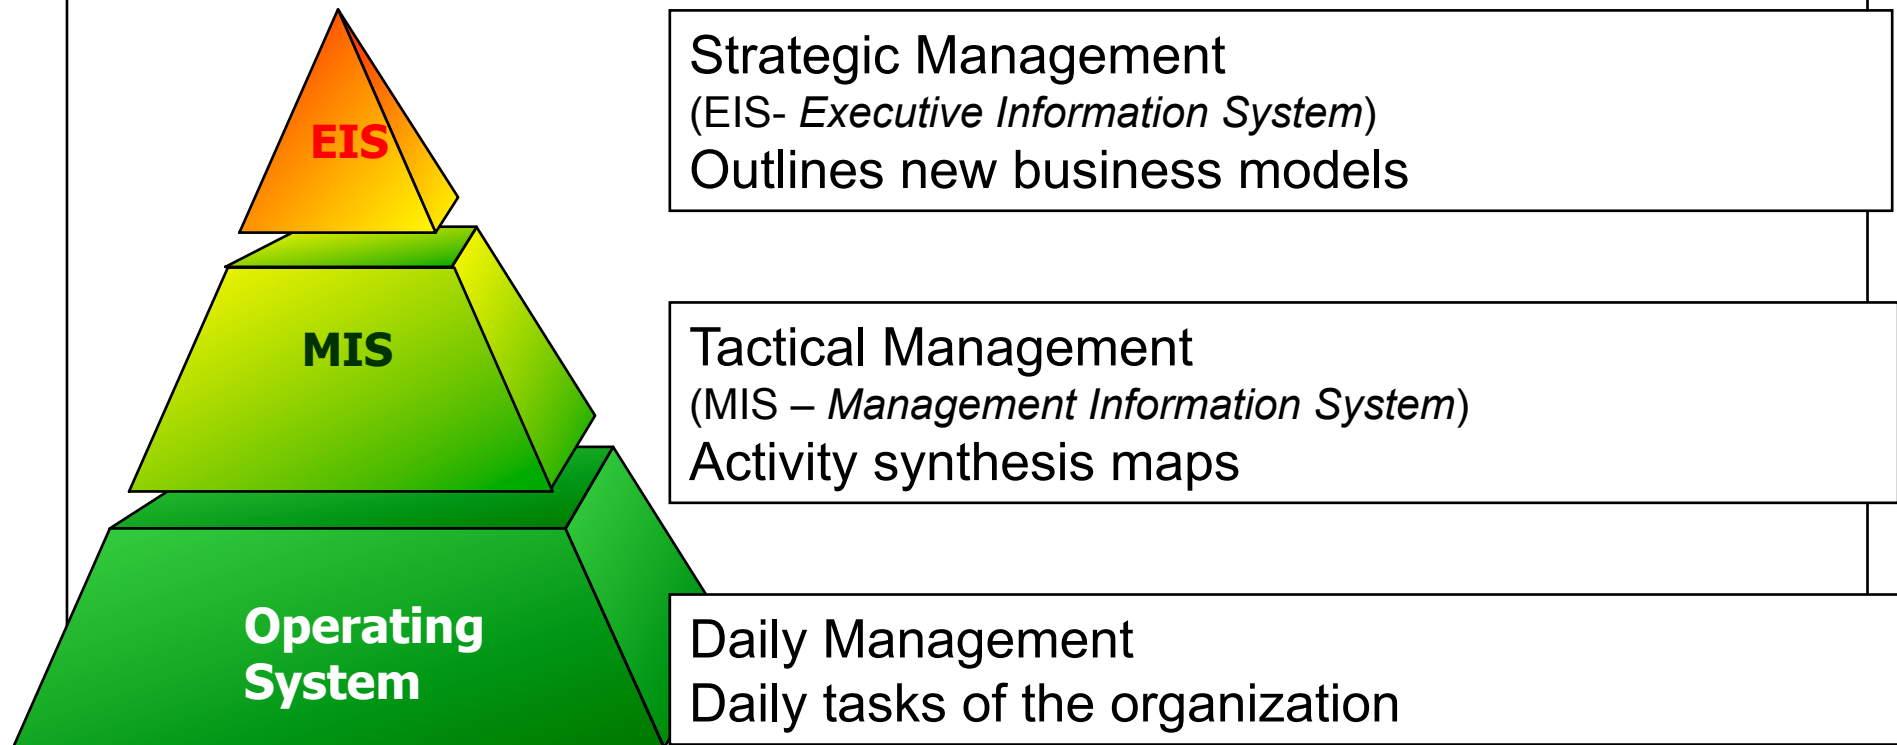 EIS
Strategic Management
(EIS- Executive Information System)
Outlines new business models
MIS
Tactical Management
(MIS – Management Information System)
Activity synthesis maps
Operating
System
Daily Management
Daily tasks of the organization